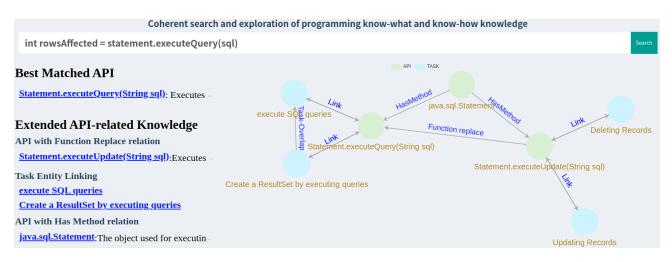 Coherent search and exploration of programming know-what and know-how knowledge
int rowsAffected = statement.executeQuery(sql)
Search
Best Matched API
Statement.executeQuery(String sql): Executes
Extended API-related Knowledge
API with Function Replace relation
Statement.executeUpdate(String sql):Executes
Task Entity Linking
execute SQL queries
Create a ResultSet by executing queries
API with Has Method relation
java.sql.Statement:The object used for executin
API
TASK
java.sql.Statement
HasMethod
HasMethod
Link
execute SQL queries
Task-Overlap
Link
Statement.executeQuery(String sql)
Function replace
Link
Deleting Records
Statement.executeUpdate(String sql)
Create a ResultSet by executing queries
Link
Updating Records